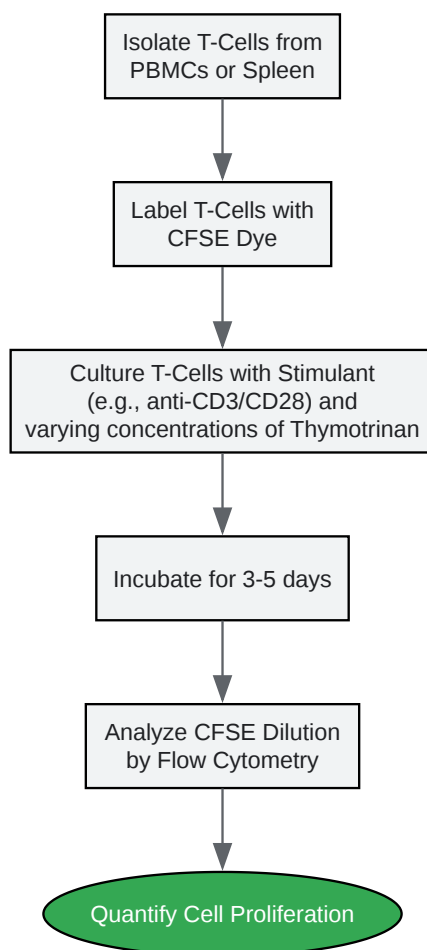 Isolate T-Cells from
PBMCs or Spleen
Label T-Cells with
CFSE Dye
Culture T-Cells with Stimulant
(e.g., anti-CD3/CD28) and
varying concentrations of Thymotrinan
Incubate for 3-5 days
Analyze CFSE Dilution
by Flow Cytometry
Quantify Cell Proliferation